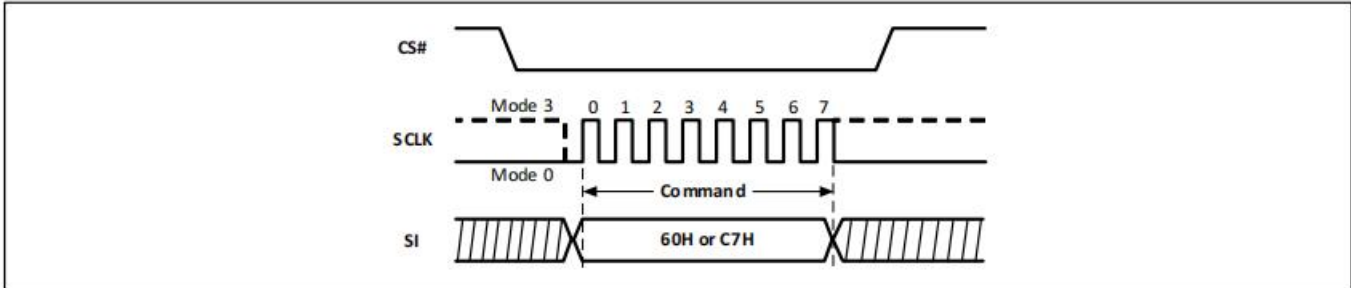 CS#
Mode 3 0 1 2 3 4 5 6 7
SCLK
Mode 0
Command
SI 60H or C7H